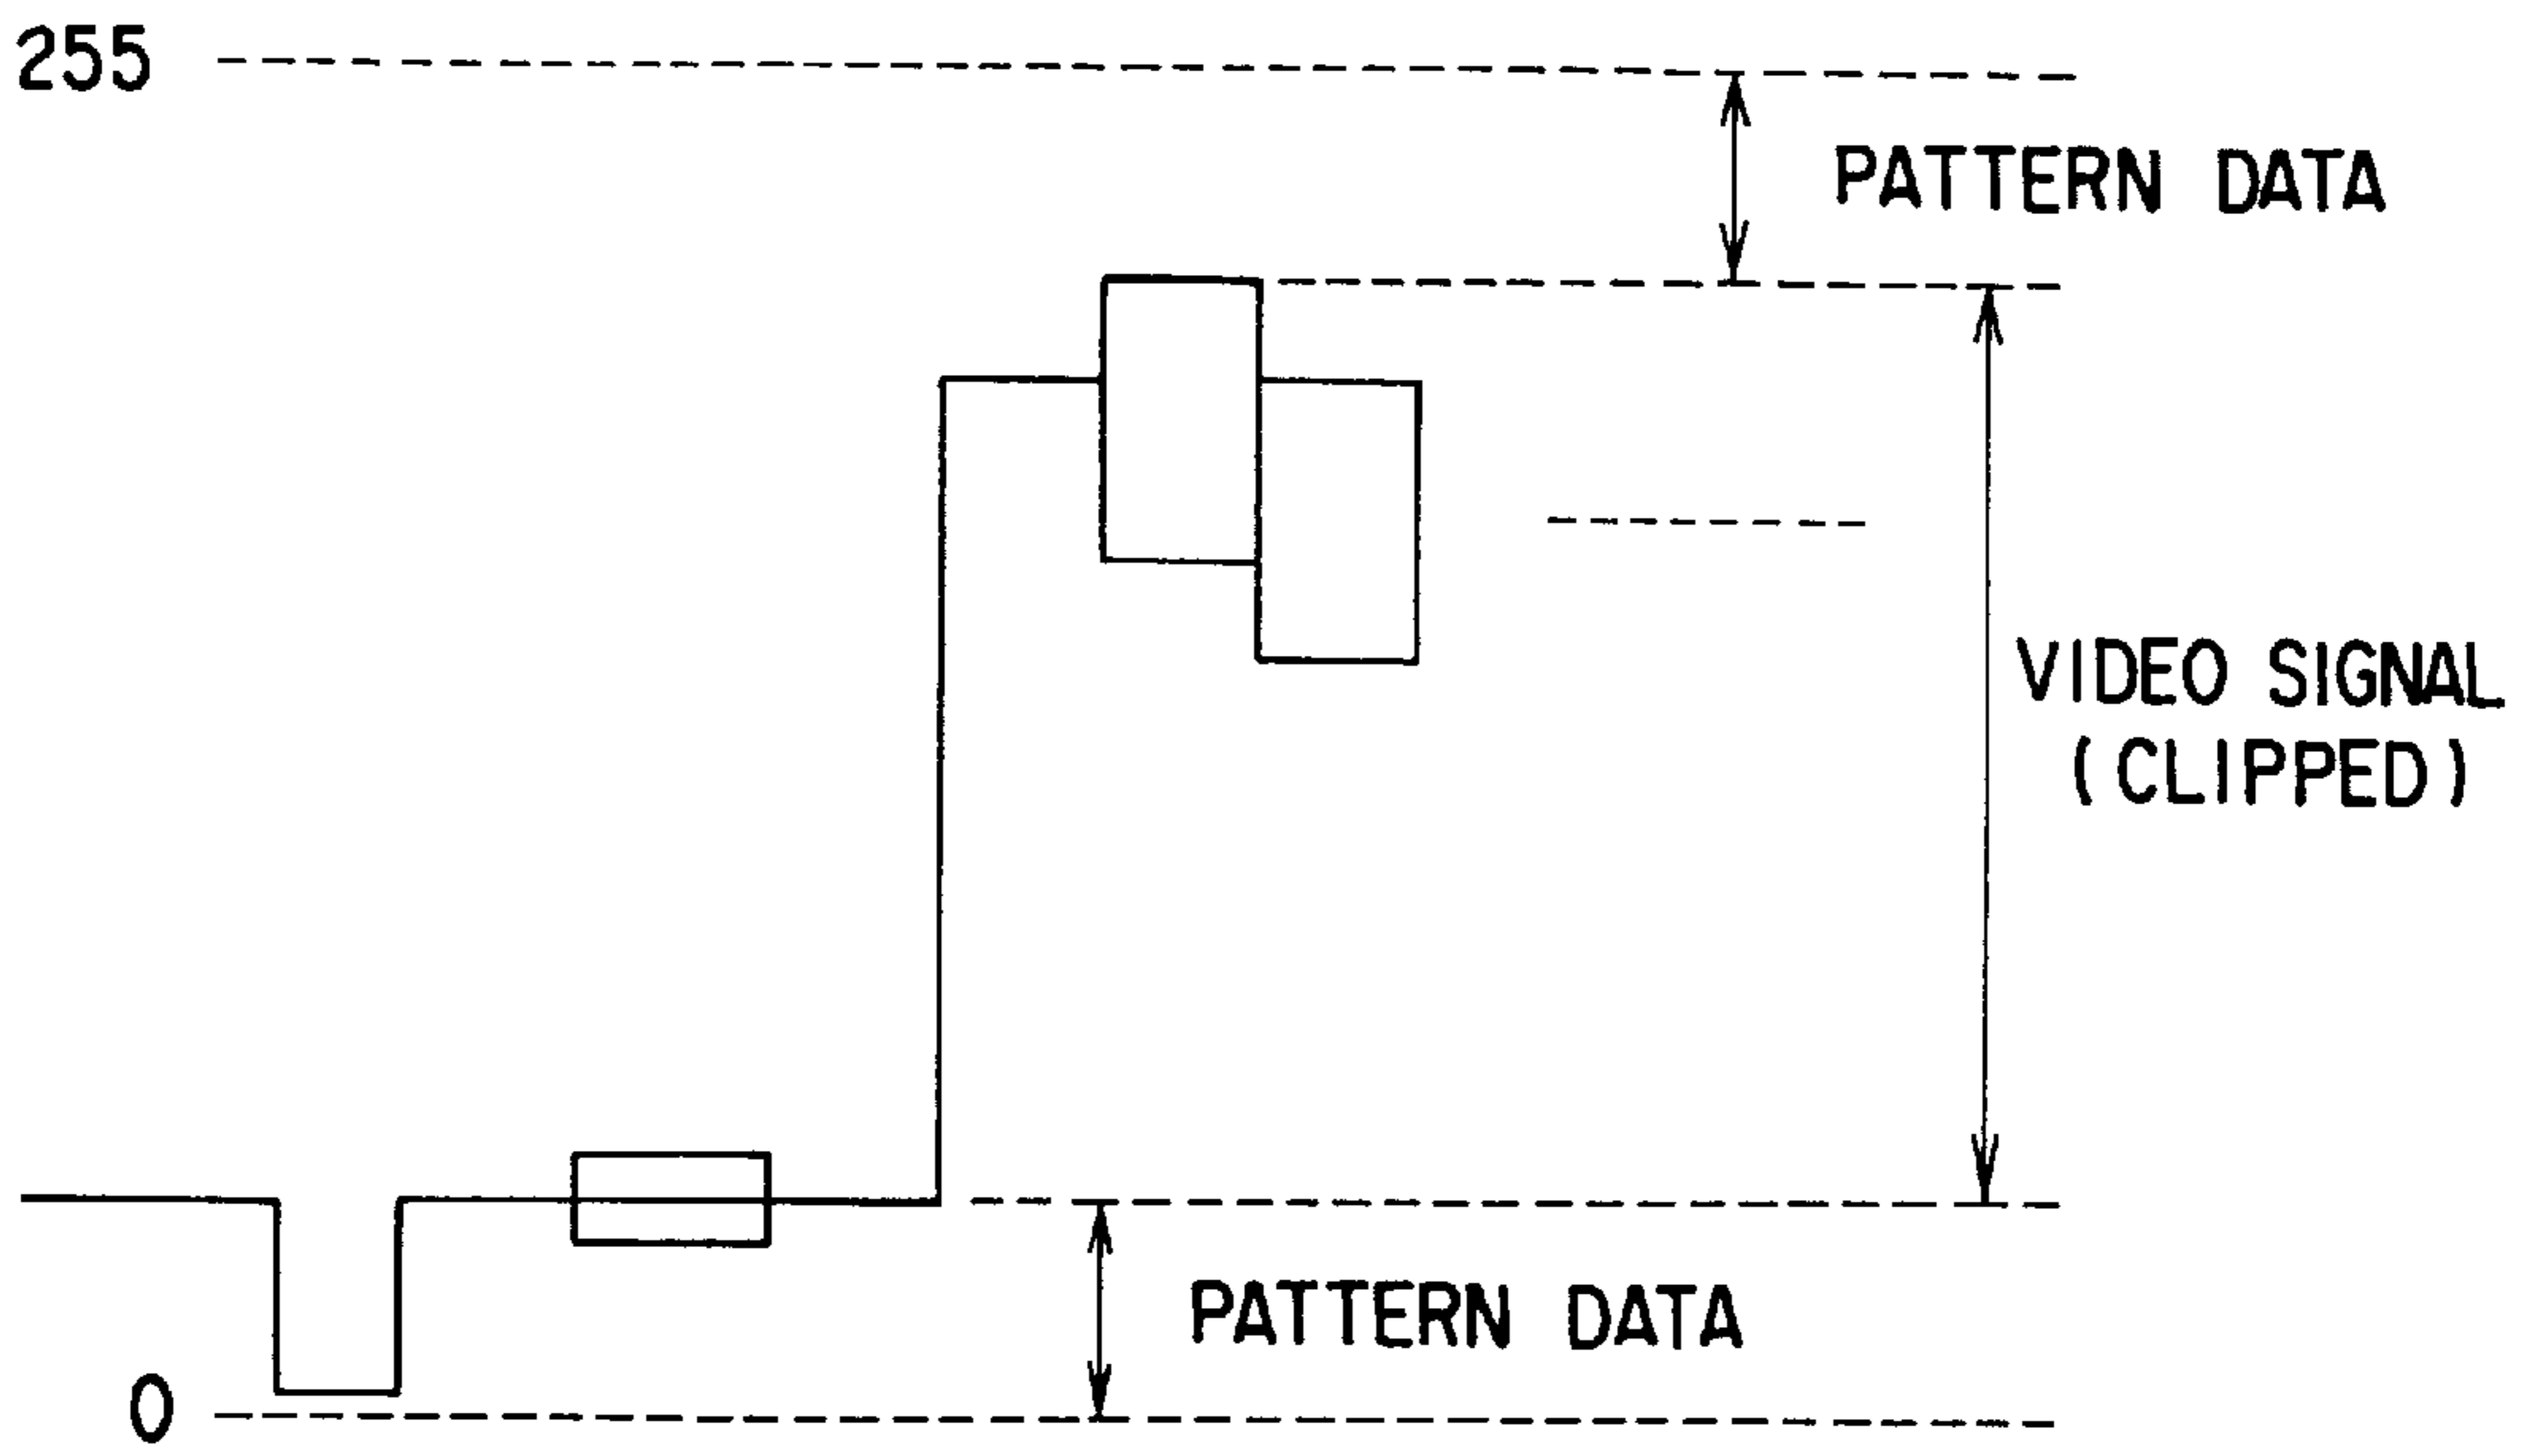 255
PATTERN DATA
VIDEO SIGNAL
(CLIPPED)
PATTERN DATA
0